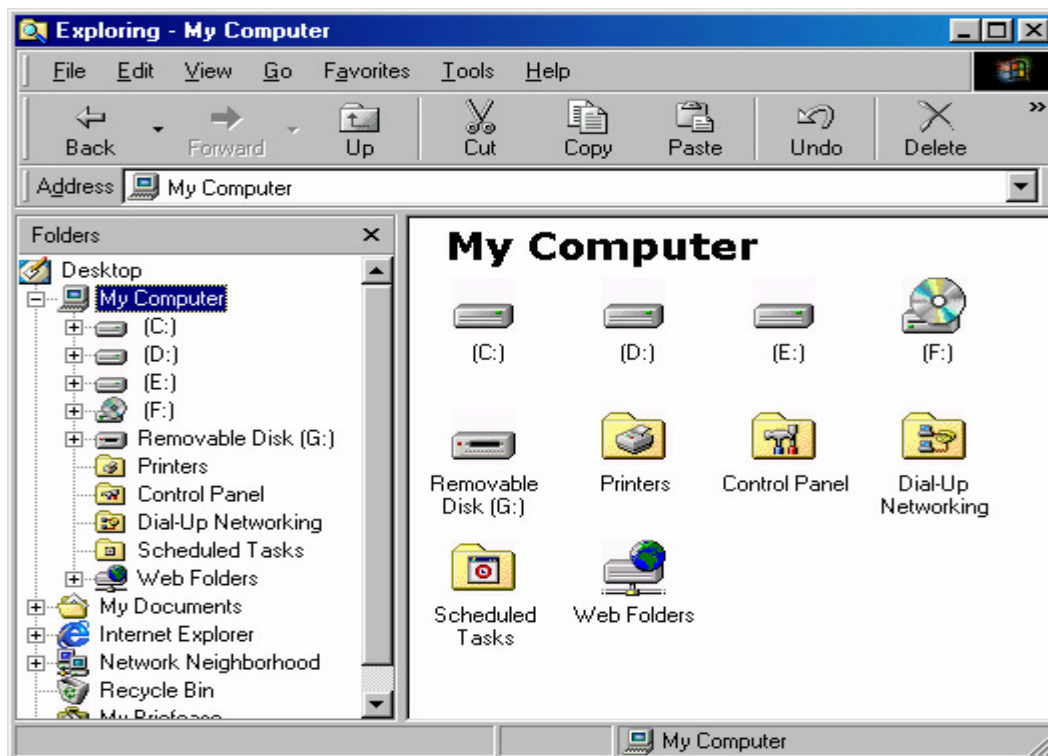 Exploring - My Computer
File Edit View Go Favorites Tools Help
Back Forward Up Cut Copy Paste Undo Delete »
Address My Computer
Folders
Desktop
My Computer
(C:)
(D:)
(E:)
(F:)
Removable Disk (G:)
Printers
Control Panel
Dial-Up Networking
Scheduled Tasks
Web Folders
My Documents
Internet Explorer
Network Neighborhood
Recycle Bin
My Briefcase
My Computer
(C:) (D:) (E:) (F:)
Removable Printers Control Panel Dial-Up
Disk (G:) Networking
Scheduled Web Folders
Tasks
My Computer